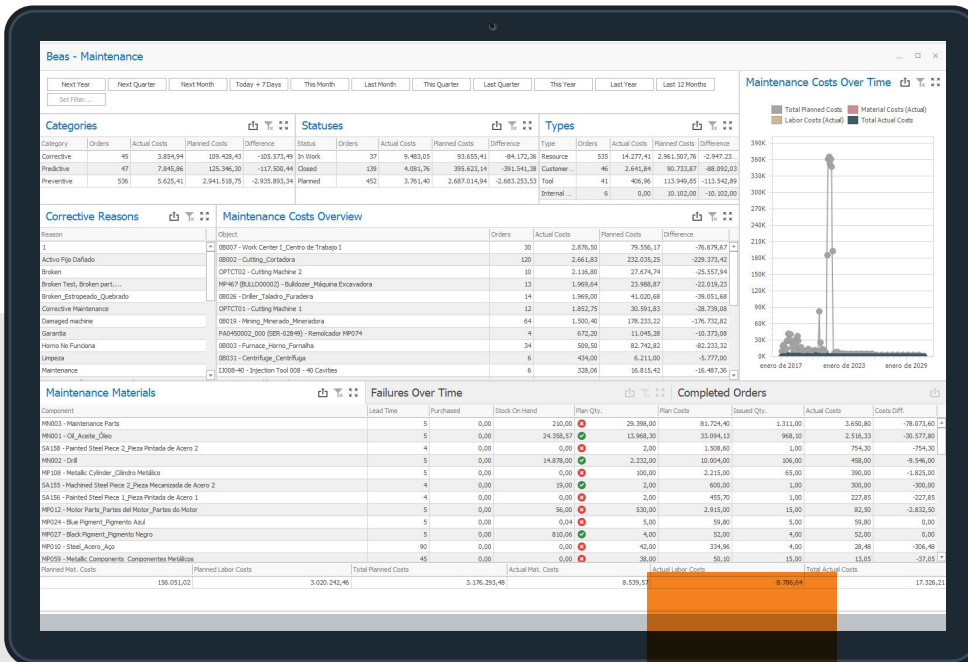 Beas - Maintenance
Next Year Next Quarter Next Month Today + 7 Days This Month Last Month This Quarter Last Quarter This Year Last Year Last 12 Months
Set Filter...
Maintenance Costs Over Time
Total Planned Costs Material Costs (Actual)
Labor Costs (Actual) Total Actual Costs
390K
360K
330K
300K
270K
240K
210K
180K
150K
120K
90K
60K
30K
0K
enero de 2017 enero de 2023 enero de 2029
Categories
Category Orders Actual Costs Planned Costs Difference
Corrective 45 3.854,94 109.428,43 -105.573,49
Predictive 47 7.845,86 125.346,30 -117.500,44
Preventive 536 5.625,41 2.941.518,75 -2.935.893,34
Statuses
Status Orders Actual Costs Planned Costs Difference
In Work 37 9.483,05 93.655,41 -84.172,36
Closed 139 4.081,76 395.623,14 -391.541,38
Planned 452 3.761,40 2.687.014,94 -2.683.253,53
Types
Type Orders Actual Costs Planned Costs Difference
Resource 535 14.277,41 2.961.507,76 -2.947.23...
Customer... 46 2.641,84 90.733,87 -88.092,03
Tool 41 406,96 113.949,85 -113.542,89
Internal ... 6 0,00 10.102,00 -10.102,00
Corrective Reasons
Reason
1
Activo Fijo Dañado
Broken
Broken Test, Broken part....
Broken_Estropeado_Quebrado
Corrective Maintenance
Damaged machine
Garantia
Horno No Funciona
Limpeza
Maintenance
Maintenance Costs Overview
Object Orders Actual Costs Planned Costs Difference
0B007 - Work Center I_Centro de Trabajo I 30 2.876,50 79.556,17 -76.679,67
0B002 - Cutting_Cortadora 120 2.661,83 232.035,25 -229.373,42
OPTCT02 - Cutting Machine 2 10 2.116,80 27.674,74 -25.557,94
MP467 (BULLD00002) - Bulldozer_Máquina Excavadora 13 1.969,64 23.988,87 -22.019,23
0B026 - Driller_Taladro_Furadeira 14 1.969,00 41.020,68 -39.051,68
OPTCT01 - Cutting Machine 1 12 1.852,75 30.591,83 -28.739,08
0B019 - Mining_Minerado_Mineradora 64 1.500,40 178.233,22 -176.732,82
PA0450002_000 (SER-02849) - Remolcador MP074 4 672,20 11.045,28 -10.373,08
0B003 - Furnace_Horno_Fornalha 34 509,50 82.742,82 -82.233,32
0B031 - Centrifuge_Centrífuga 6 434,00 6.211,00 -5.777,00
IJ008-40 - Injection Tool 008 - 40 Cavities 6 328,06 16.815,42 -16.487,36
Maintenance Materials Failures Over Time Completed Orders
Component Lead Time Purchased Stock On Hand Plan Qty. Plan Costs Issued Qty. Actual Costs Costs Diff.
MN003 - Maintenance Parts 5 0,00 210,00 29.398,00 81.724,40 1.311,00 3.650,80 -78.073,60
MN001 - Oil_Aceite_Óleo 5 0,00 24.358,57 13.968,30 33.094,13 968,10 2.516,33 -30.577,80
SA158 - Painted Steel Piece 2_Pieza Pintada de Acero 2 4 0,00 0,00 2,00 1.508,60 1,00 754,30 -754,30
MN002 - Drill 5 0,00 14.878,00 2.232,00 10.004,00 106,00 458,00 -9.546,00
MP108 - Metallic Cylinder_Cilindro Metálico 5 0,00 0,00 100,00 2.215,00 65,00 390,00 -1.825,00
SA155 - Machined Steel Piece 2_Pieza Mecanizada de Acero 2 4 0,00 19,00 2,00 600,00 1,00 300,00 -300,00
SA156 - Painted Steel Piece 1_Pieza Pintada de Acero 1 4 0,00 0,00 2,00 455,70 1,00 227,85 -227,85
MP012 - Motor Parts_Partes del Motor_Partes do Motor 5 0,00 56,00 530,00 2.915,00 15,00 82,50 -2.832,50
MP024 - Blue Pigment_Pigmento Azul 5 0,00 0,04 5,00 59,80 5,00 59,80 0,00
MP027 - Black Pigment_Pigmento Negro 5 0,00 810,06 4,00 52,00 4,00 52,00 0,00
MP010 - Steel_Acero_Aço 90 0,00 0,00 42,00 334,96 4,00 28,48 -306,48
MP059 - Metallic Components Componentes Metálicos 45 0,00 0,00 38,00 50,10 15,00 13,05 -37,05
Planned Mat. Costs Planned Labor Costs Total Planned Costs Actual Mat. Costs Actual Labor Costs Total Actual Costs
156.051,02 3.020.242,46 3.176.293,48 8.539,57 8.786,64 17.326,21